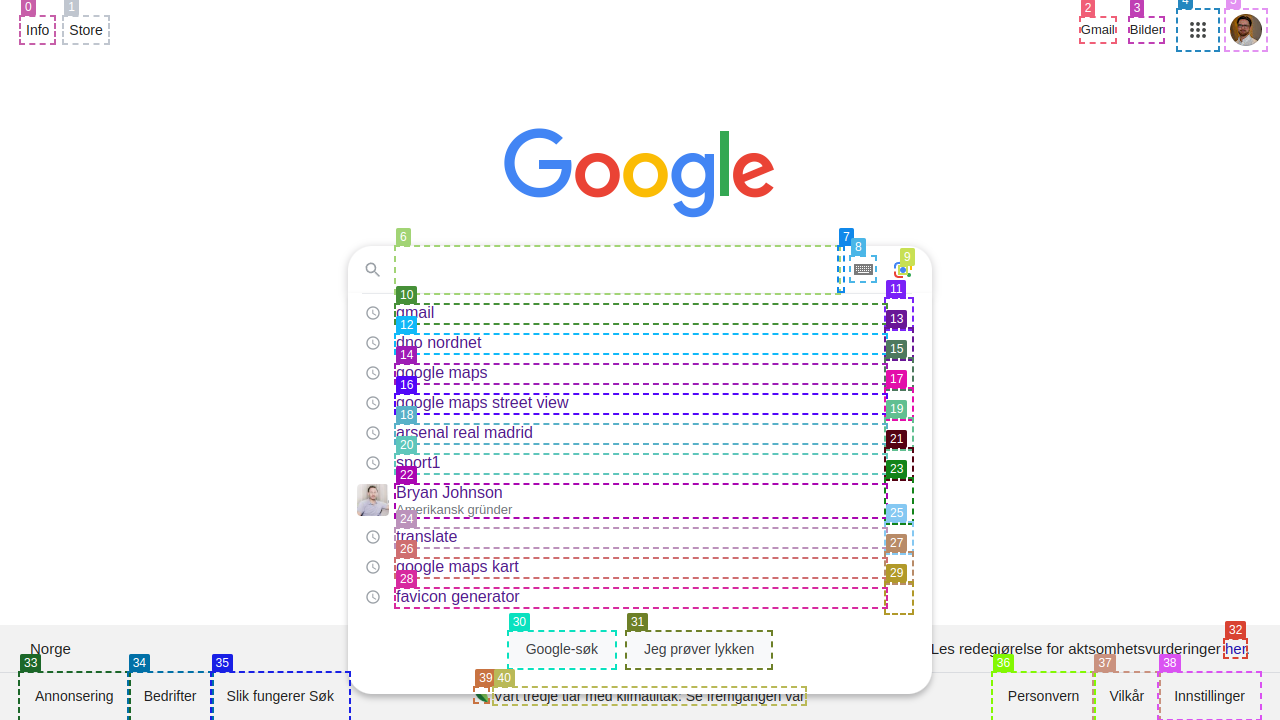 0
1
2
3
4
5
Info
Store
Gmail
Bilder
Google
6
7
8
9
10
11
gmail
12
13
dno nordnet
14
15
google maps
16
17
google maps street view
18
19
arsenal real madrid
20
21
sport1
22
23
Bryan Johnson
Amerikansk gründer
24
25
translate
26
27
google maps kart
28
29
favicon generator
30
31
32
Norge
Google-søk
Jeg prøver lykken
Les redegjørelse for aktsomhetsvurderinger her.
33
34
35
36
37
38
Annonsering
Bedrifter
Slik fungerer Søk
Personvern
Vilkår
Innstillinger
39
40
Vårt tredje tiår med klimatiltak: Se fremgangen vår